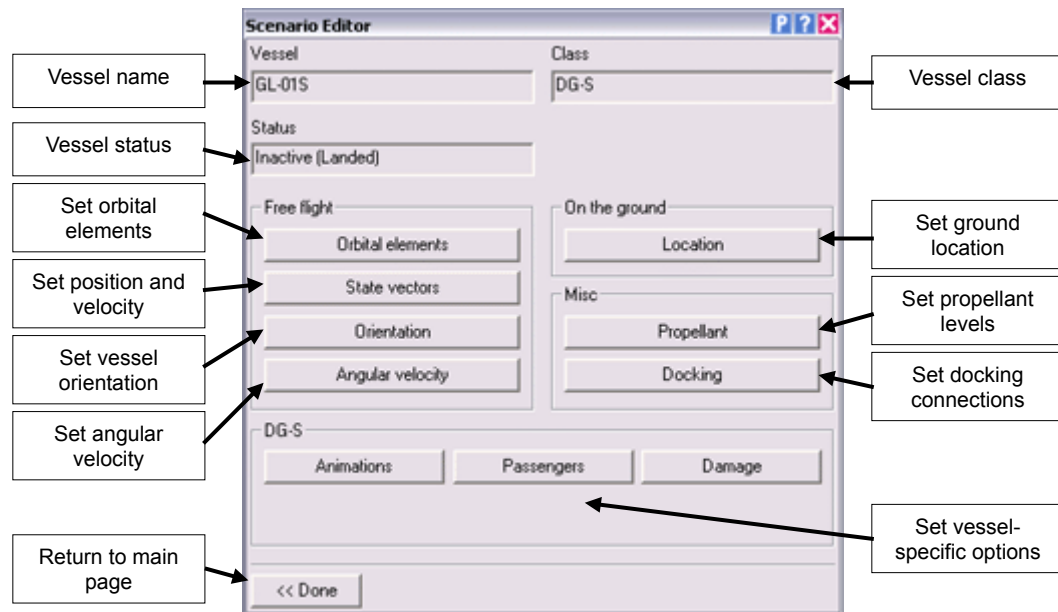 Scenario Editor
P ? X
Vessel
Class
GL-01S
DG-S
Status
Inactive (Landed)
Free flight
Orbital elements
State vectors
Orientation
Angular velocity
On the ground
Location
Misc
Propellant
Docking
DG-S
Animations
Passengers
Damage
<< Done
Vessel name
Vessel status
Set orbital
elements
Set position and
velocity
Set vessel
orientation
Set angular
velocity
Return to main
page
Vessel class
Set ground
location
Set propellant
levels
Set docking
connections
Set vessel-
specific options